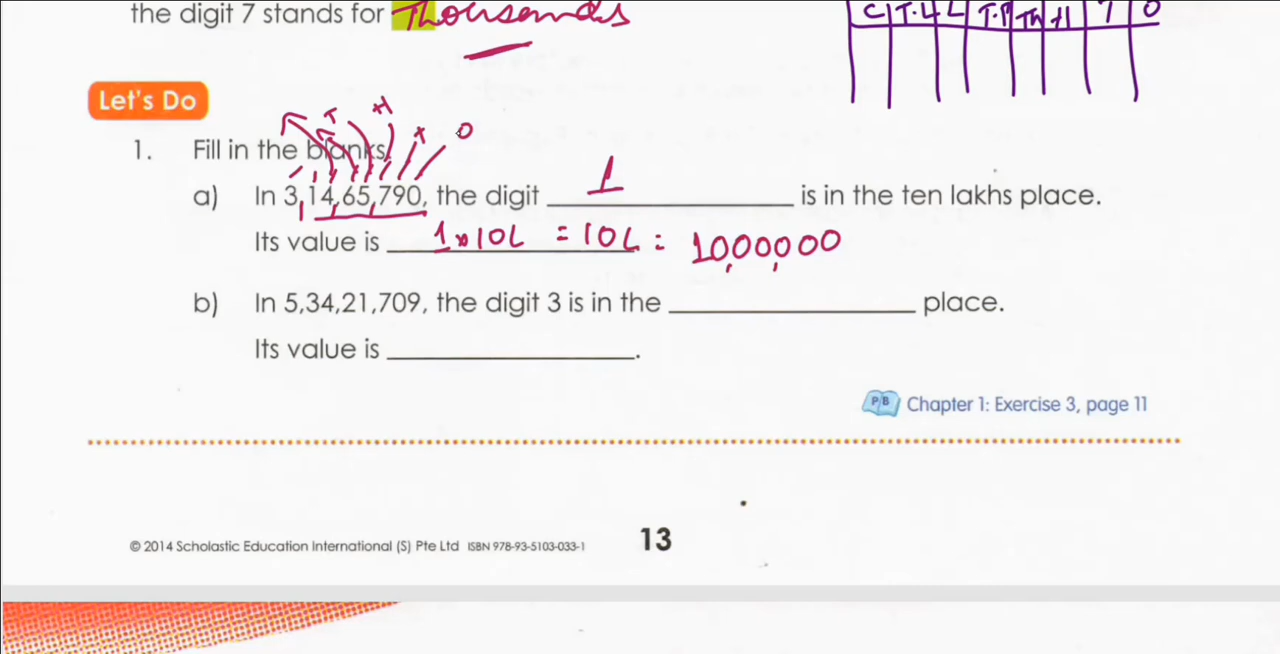 the digit 7 stands for Thousands
C T.L L T.T Th H T O
Let's Do
T H T O
1. Fill in the blanks.
a) In 3,14,65,790, the digit 1 is in the ten lakhs place.
Its value is 1 x 10L = 10L = 10,00,000
b) In 5,34,21,709, the digit 3 is in the ____________ place.
Its value is ____________.
P B Chapter 1: Exercise 3, page 11
© 2014 Scholastic Education International (S) Pte Ltd ISBN 978-93-5103-033-1 13